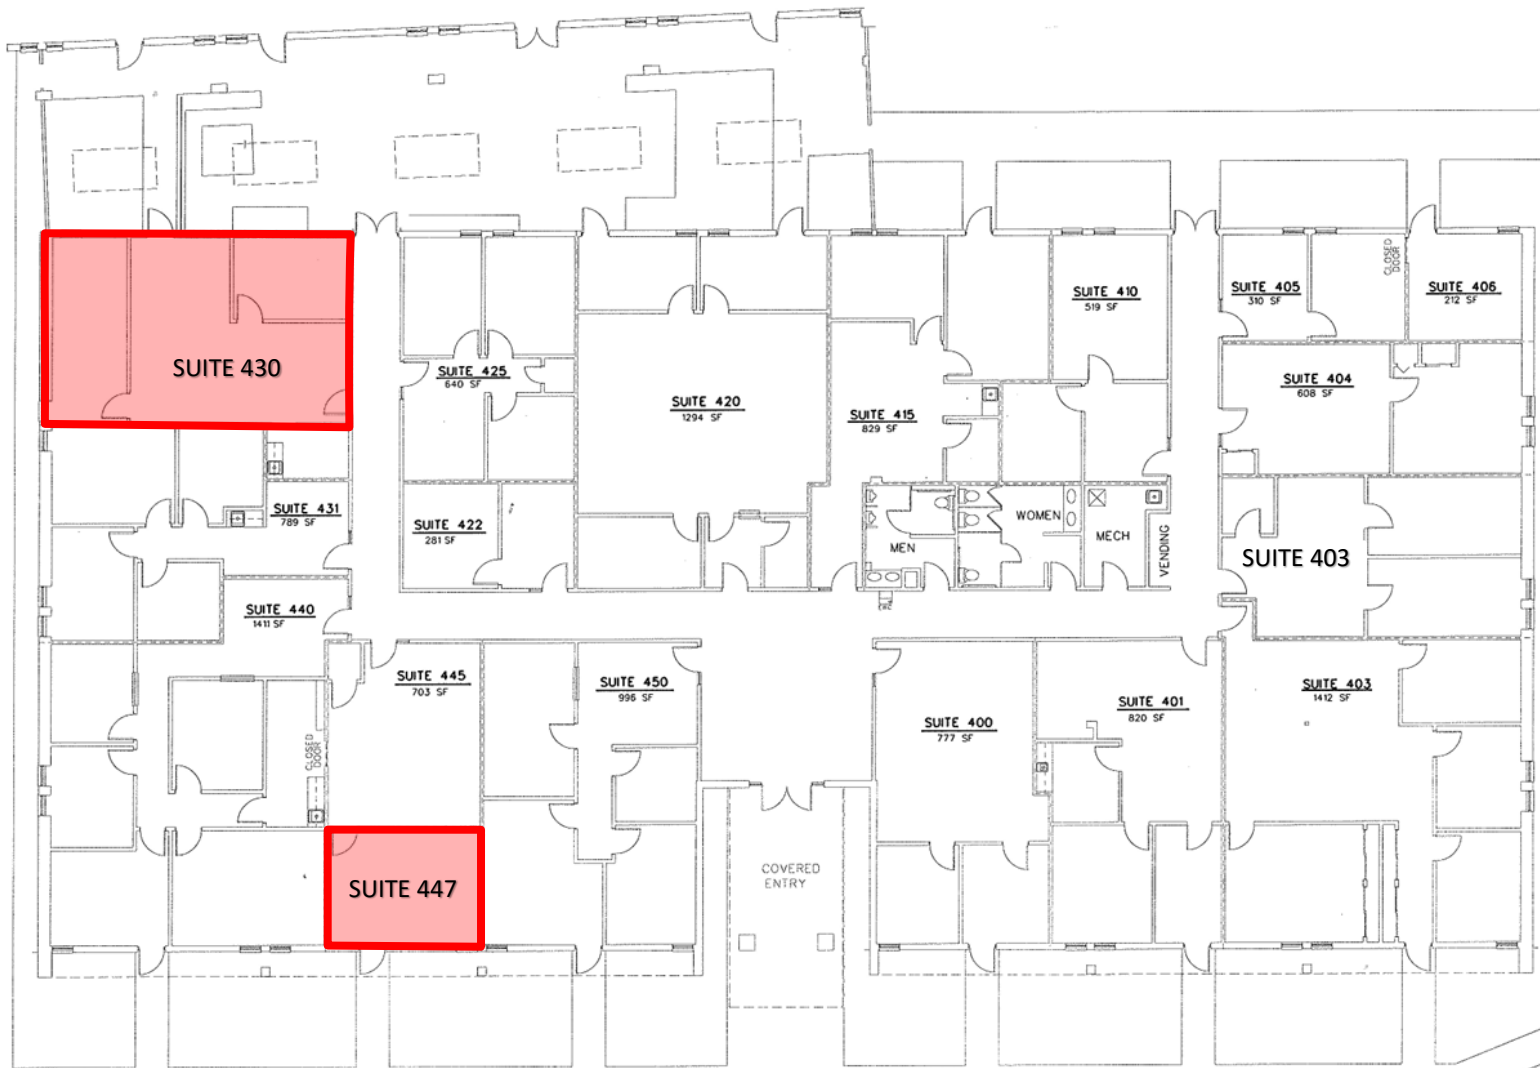 CLOSED
DOOR
SUITE 410
519 SF
SUITE 405
310 SF
SUITE 406
212 SF
SUITE 430
SUITE 425
640 SF
SUITE 420
1294 SF
SUITE 415
829 SF
SUITE 404
608 SF
SUITE 431
789 SF
SUITE 422
281 SF
MEN
WOMEN
MECH
VENDING
SUITE 403
SUITE 440
1411 SF
SUITE 445
703 SF
SUITE 450
996 SF
SUITE 400
777 SF
SUITE 401
820 SF
SUITE 403
1412 SF
CLOSED
DOOR
SUITE 447
COVERED
ENTRY